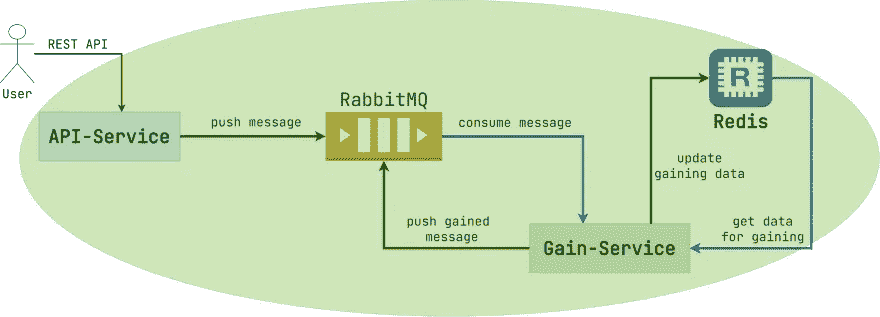 REST API
User
API-Service
push message
RabbitMQ
consume message
R
Redis
update
gaining data
push gained
message
Gain-Service
get data
for gaining